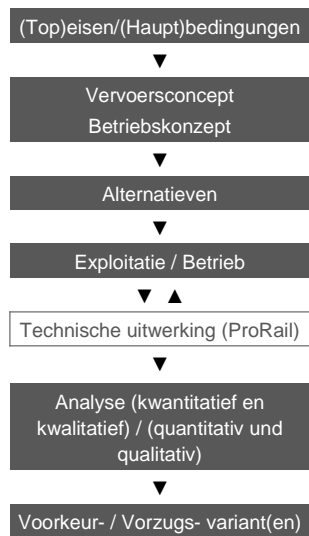 (Top)eisen/(Haupt)bedingungen
▼
Vervoersconcept
Betriebskonzept
▼
Alternatieven
▼
Exploitatie / Betrieb
▼ ▲
Technische uitwerking (ProRail)
▼
Analyse (kwantitatief en
kwalitatief) / (quantitativ und
qualitativ)
▼
Voorkeur- / Vorzugs- variant(en)